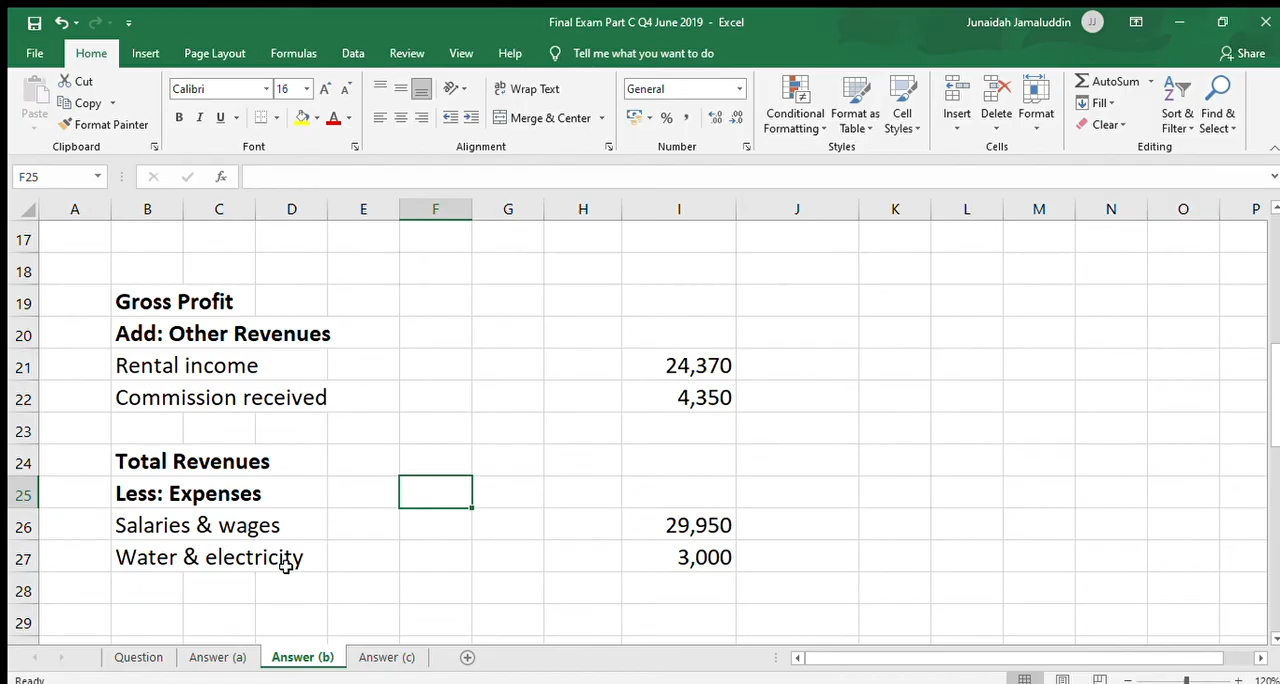 Final Exam Part C Q4 June 2019 - Excel
Junaidah Jamaluddin JJ
File Home Insert Page Layout Formulas Data Review View Help Tell me what you want to do Share
Paste Cut Copy Format Painter
Calibri 16 A A B I U A
Wrap Text Merge & Center
General % ,
Conditional Formatting Format as Table Cell Styles
Insert Delete Format
AutoSum Fill Clear Sort & Filter Find & Select
Clipboard Font Alignment Number Styles Cells Editing
F25 fx
A B C D E F G H I J K L M N O P
17
18
19 Gross Profit
20 Add: Other Revenues
21 Rental income 24,370
22 Commission received 4,350
23
24 Total Revenues
25 Less: Expenses
26 Salaries & wages 29,950
27 Water & electricity 3,000
28
29
Question Answer (a) Answer (b) Answer (c)
Ready 120%